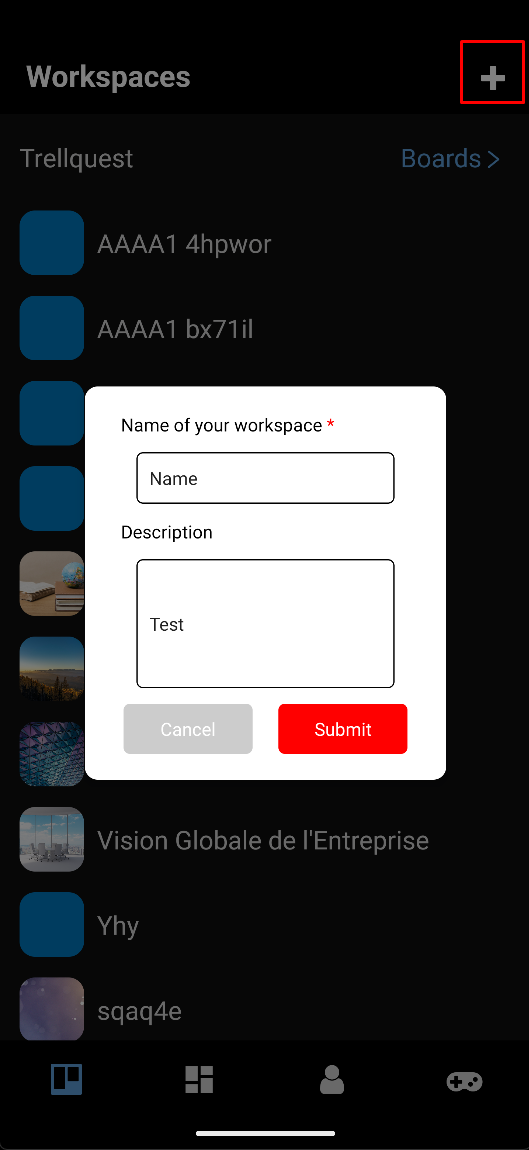 Workspaces
Trellquest
Boards >
AAAA1 4hpwor
AAAA1 bx71il
Name of your workspace *
Name
Description
Test
Cancel
Submit
Vision Globale de l'Entreprise
Yhy
sqaq4e